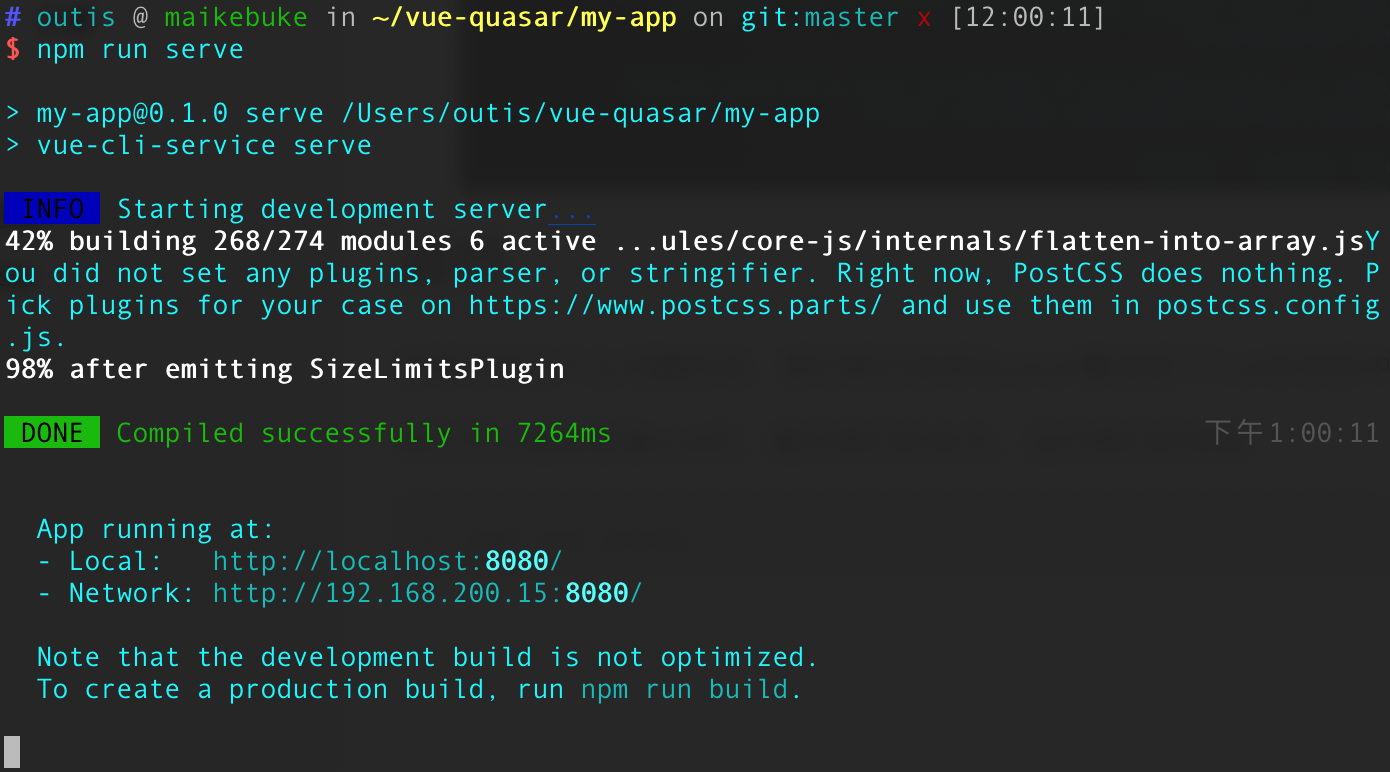 # outis @ maikebuke in ~/vue-quasar/my-app on git:master x [12:00:11]
$ npm run serve
> my-app@0.1.0 serve /Users/outis/vue-quasar/my-app
> vue-cli-service serve
INFO Starting development server...
42% building 268/274 modules 6 active ...ules/core-js/internals/flatten-into-array.jsY
ou did not set any plugins, parser, or stringifier. Right now, PostCSS does nothing. P
ick plugins for your case on https://www.postcss.parts/ and use them in postcss.config
.js.
98% after emitting SizeLimitsPlugin
DONE Compiled successfully in 7264ms 下午1:00:11
App running at:
- Local: http://localhost:8080/
- Network: http://192.168.200.15:8080/
Note that the development build is not optimized.
To create a production build, run npm run build.